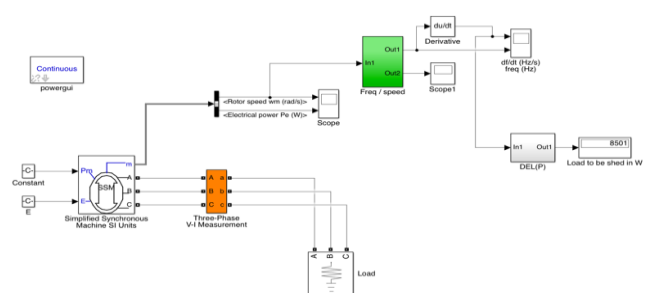 Continuous
powergui
Constant
E
Pm
E
m
SSM
A
B
C
Simplified Synchronous
Machine SI Units
A a
B b
C c
Three-Phase
V-I Measurement
<Rotor speed wm (rad/s)>
<Electrical power Pe (W)>
Scope
In1
Out1
Out2
Freq / speed
du/dt
Derivative
Scope1
df/dt (Hz/s)
freq (Hz)
In1 Out1
DEL(P)
8501
Load to be shed in W
A B C
Load
-C-
-C-